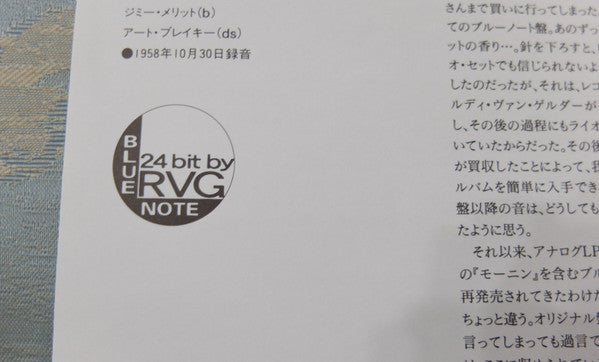 ジミー・メリット(b)
アート・ブレイキー(ds)
●1958年10月30日録音
BLUE
24 bit by
RVG
NOTE
さんまで買いに行ってしまった
てのブルーノート盤。あのずっ
ットの香り…。針を下ろすと、
オ・セットでも信じられないよ
したのだったが、それは、レコ
ルディ・ヴァン・ゲルダーが
し、その後の過程にもライオ
いていたからだった。その後
が買収したことによって、我
アルバムを簡単に入手でき
盤以降の音は、どうしても
たように思う。
それ以来、アナログLP
の『モーニン』を含むブル
再発売されてきたわけだ
ちょっと違う。オリジナル
言ってしまっても過言で